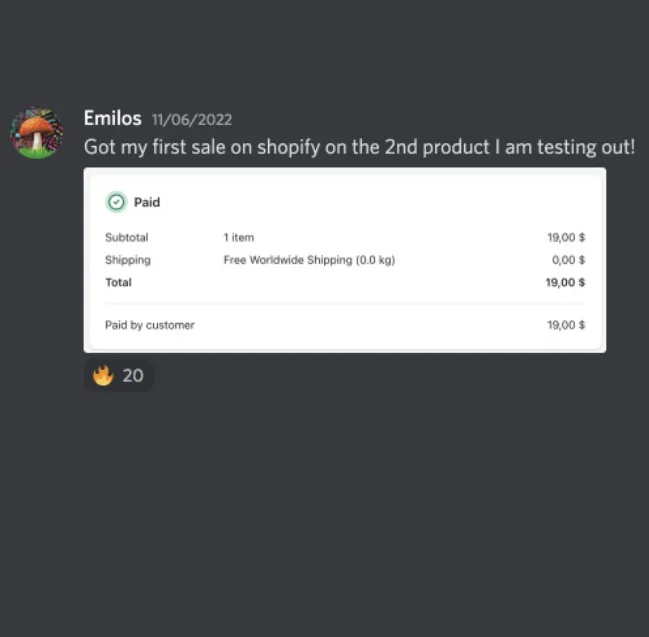 Emilos 11/06/2022
Got my first sale on shopify on the 2nd product I am testing out!
Paid
Subtotal 1 item 19,00 $
Shipping Free Worldwide Shipping (0.0 kg) 0,00 $
Total 19,00 $
Paid by customer 19,00 $
🔥 20